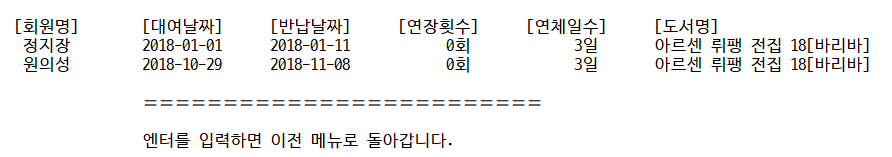 [회원명] [대여날짜] [반납날짜] [연장횟수] [연체일수] [도서명]
정지장 2018-01-01 2018-01-11 0회 3일 아르센 뤼팽 전집 18[바리바]
원의성 2018-10-29 2018-11-08 0회 3일 아르센 뤼팽 전집 18[바리바]
=========================
엔터를 입력하면 이전 메뉴로 돌아갑니다.